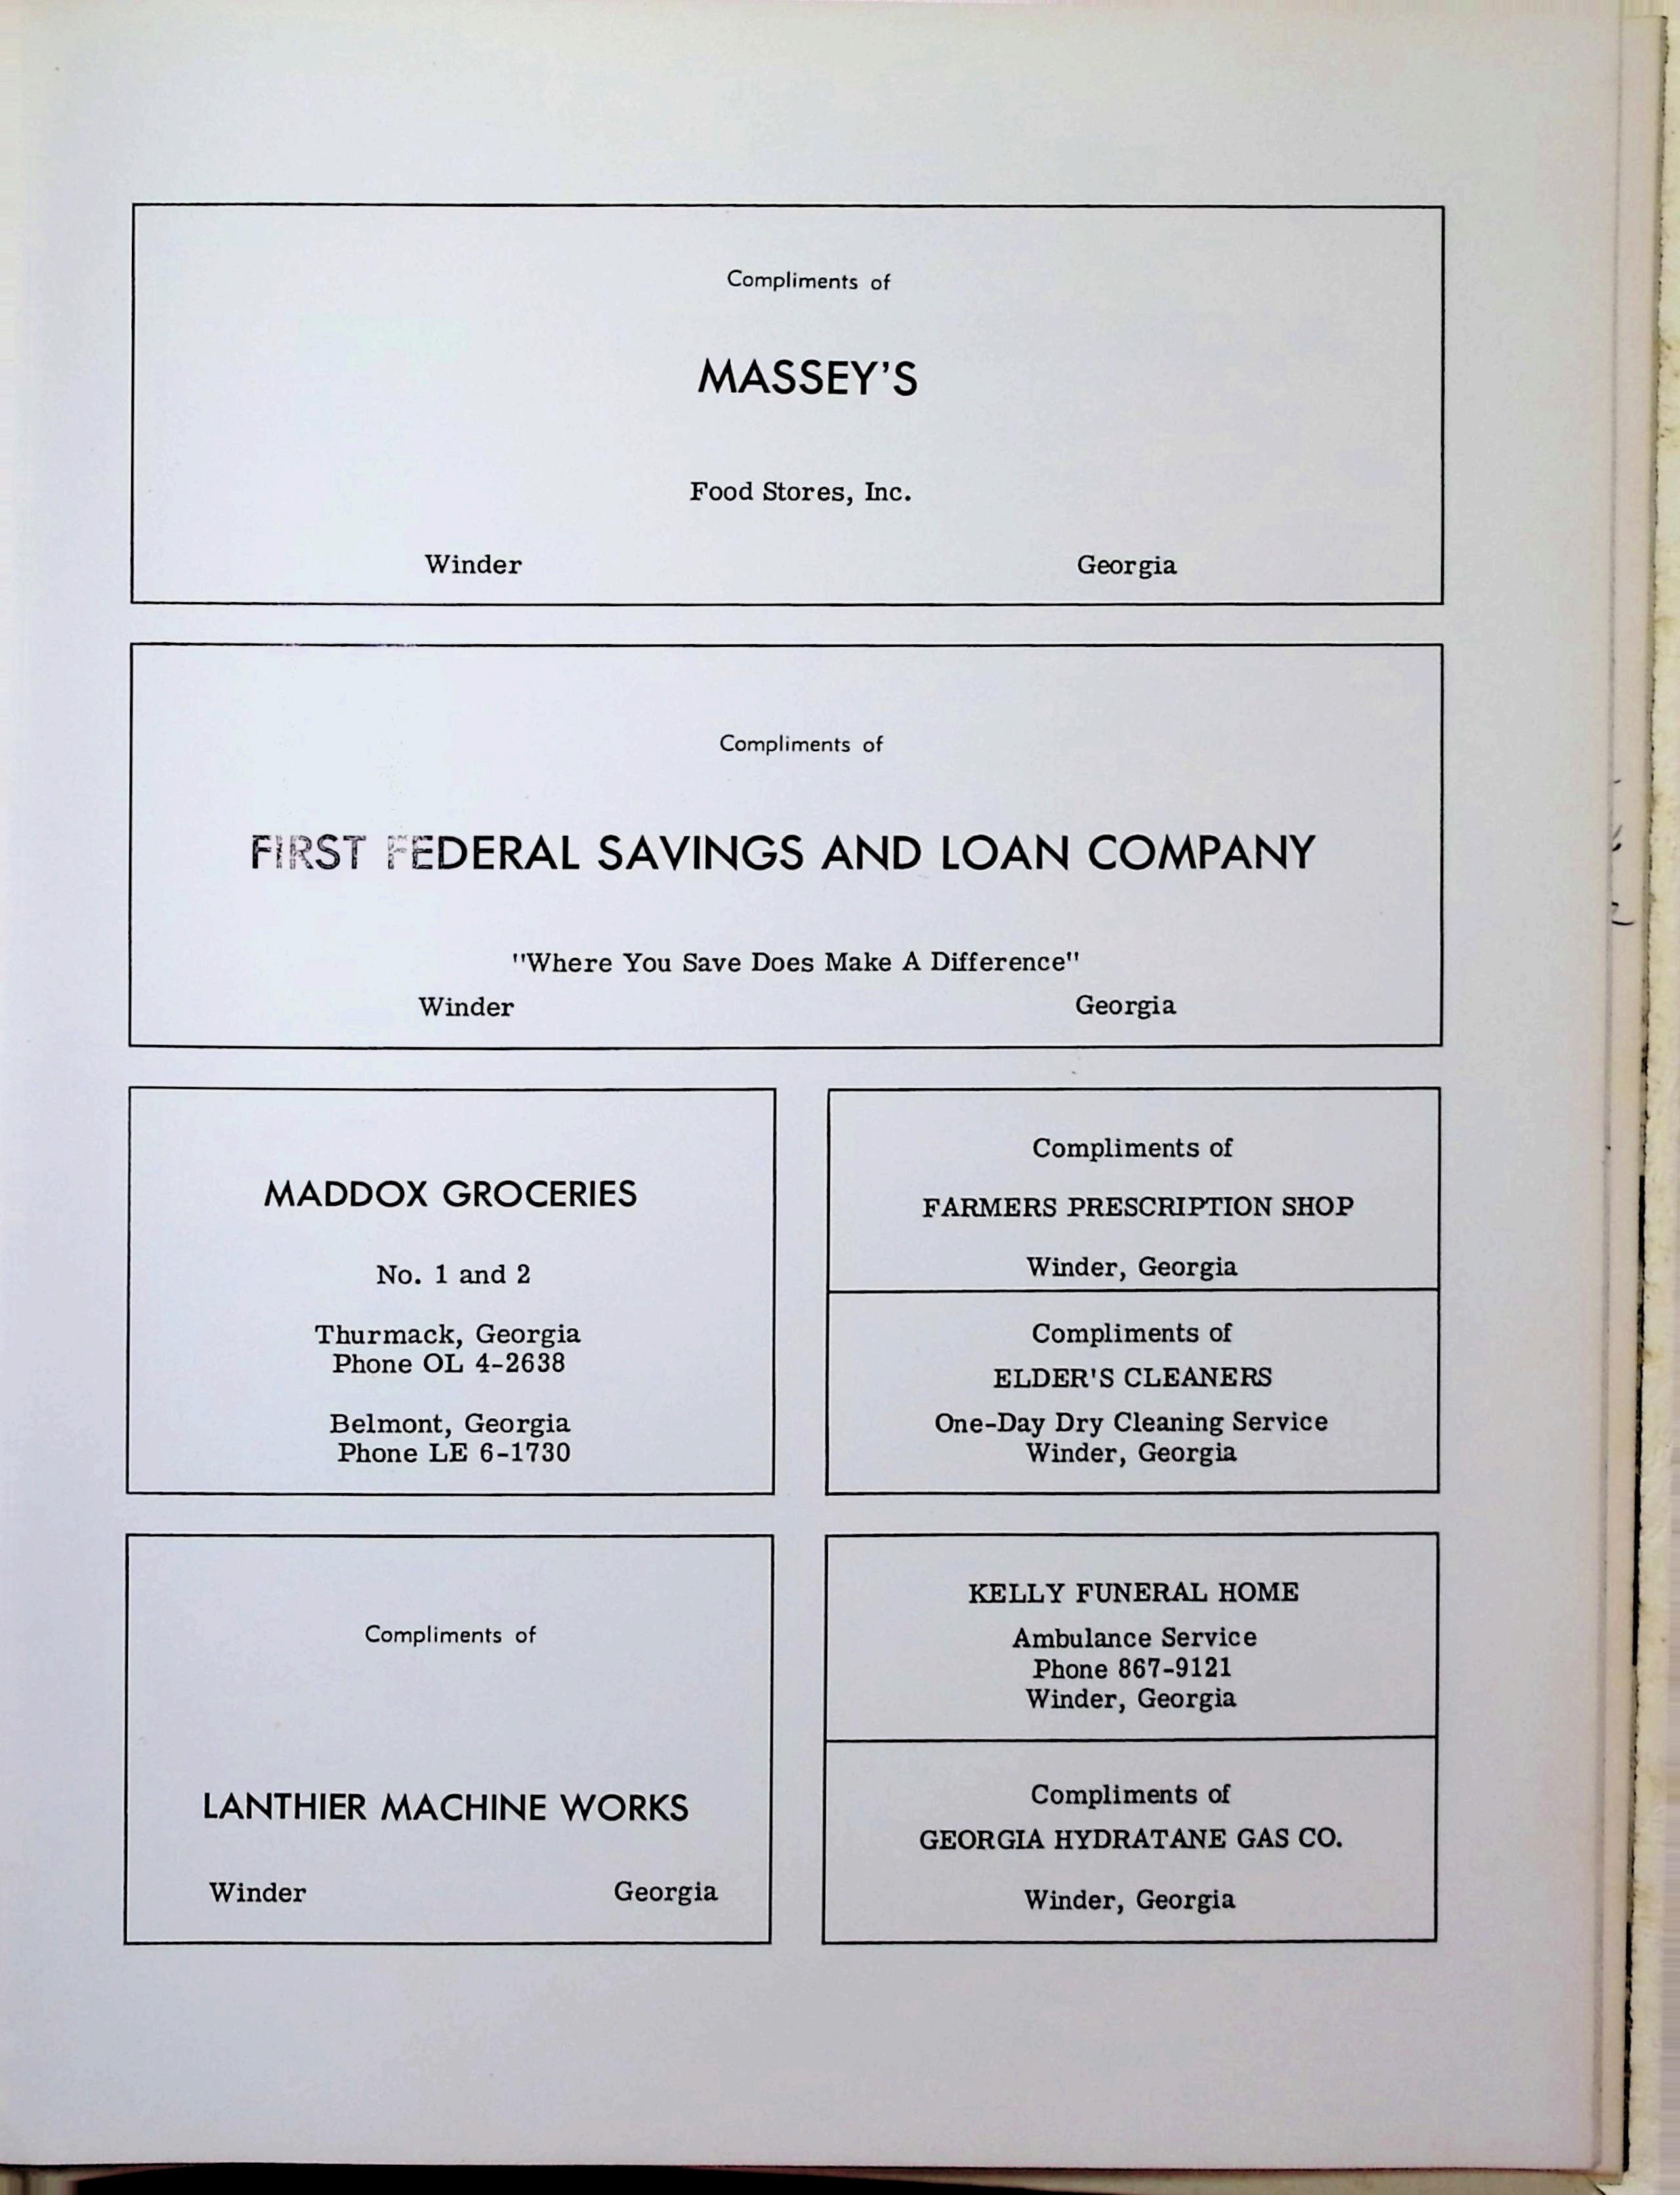 Compliments of
MASSEY'S
Food Stores, Inc.
Winder Georgia
Compliments of
FIRST FEDERAL SAVINGS AND LOAN COMPANY
"Where You Save Does Make A Difference"
Winder Georgia
MADDOX GROCERIES
No. 1 and 2
Thurmack, Georgia
Phone OL 4-2638
Belmont, Georgia
Phone LE 6-1730
Compliments of
FARMERS PRESCRIPTION SHOP
Winder, Georgia
Compliments of
ELDER'S CLEANERS
One-Day Dry Cleaning Service
Winder, Georgia
Compliments of
LANTHIER MACHINE WORKS
Winder Georgia
KELLY FUNERAL HOME
Ambulance Service
Phone 867-9121
Winder, Georgia
Compliments of
GEORGIA HYDRATANE GAS CO.
Winder, Georgia